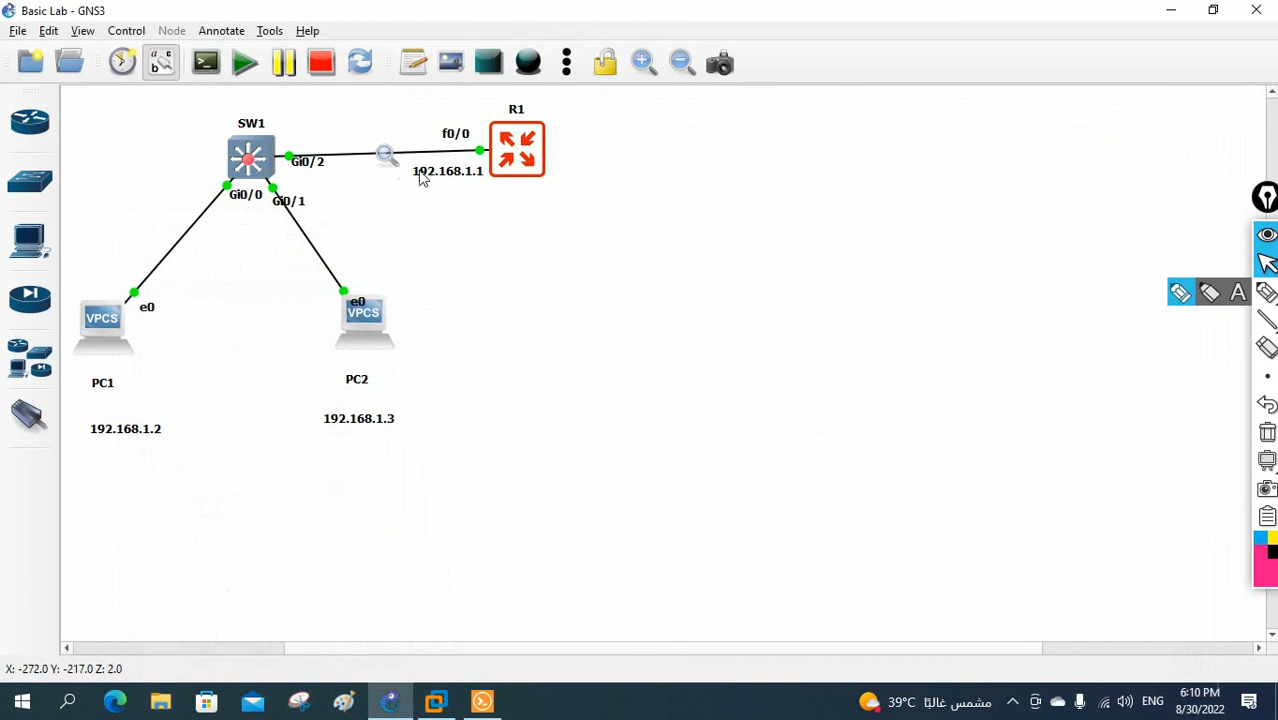 Basic Lab - GNS3
File Edit View Control Node Annotate Tools Help
a c
b
R1
SW1
f0/0
Gi0/2
192.168.1.1
Gi0/0
Gi0/1
e0
e0
VPCS
VPCS
PC2
PC1
192.168.1.3
192.168.1.2
A
X: -272.0 Y: -217.0 Z: 2.0
39°C مشمس غالبًا
ENG
6:10 PM
8/30/2022